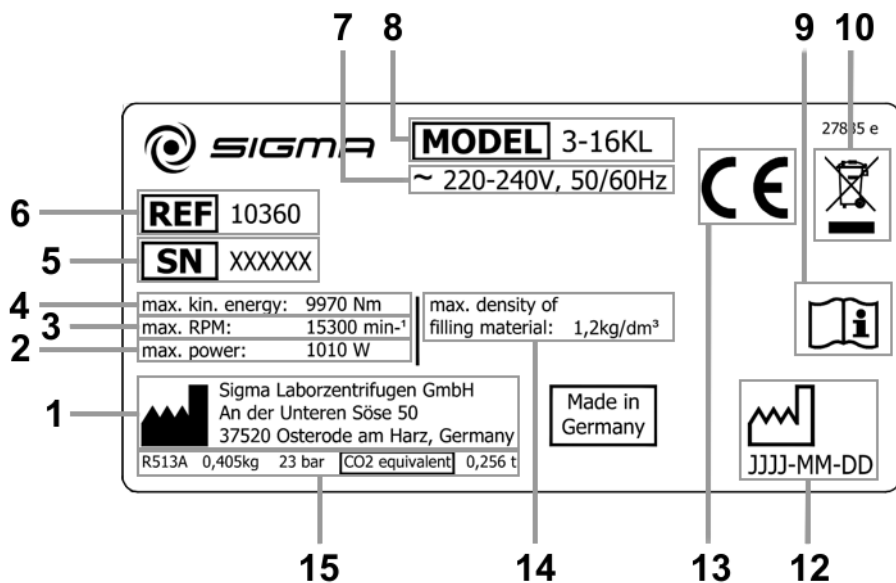 7 8 9 10
27835 e
SIGMA
MODEL 3-16KL
~ 220-240V, 50/60Hz
CE
6 REF 10360
5 SN XXXXXX
4 max. kin. energy: 9970 Nm
3 max. RPM: 15300 min-¹
2 max. power: 1010 W
max. density of
filling material: 1,2kg/dm³
i
1 Sigma Laborzentrifugen GmbH
An der Unteren Söse 50
37520 Osterode am Harz, Germany
R513A 0,405kg 23 bar CO2 equivalent 0,256 t
Made in
Germany
JJJJ-MM-DD
15 14 13 12